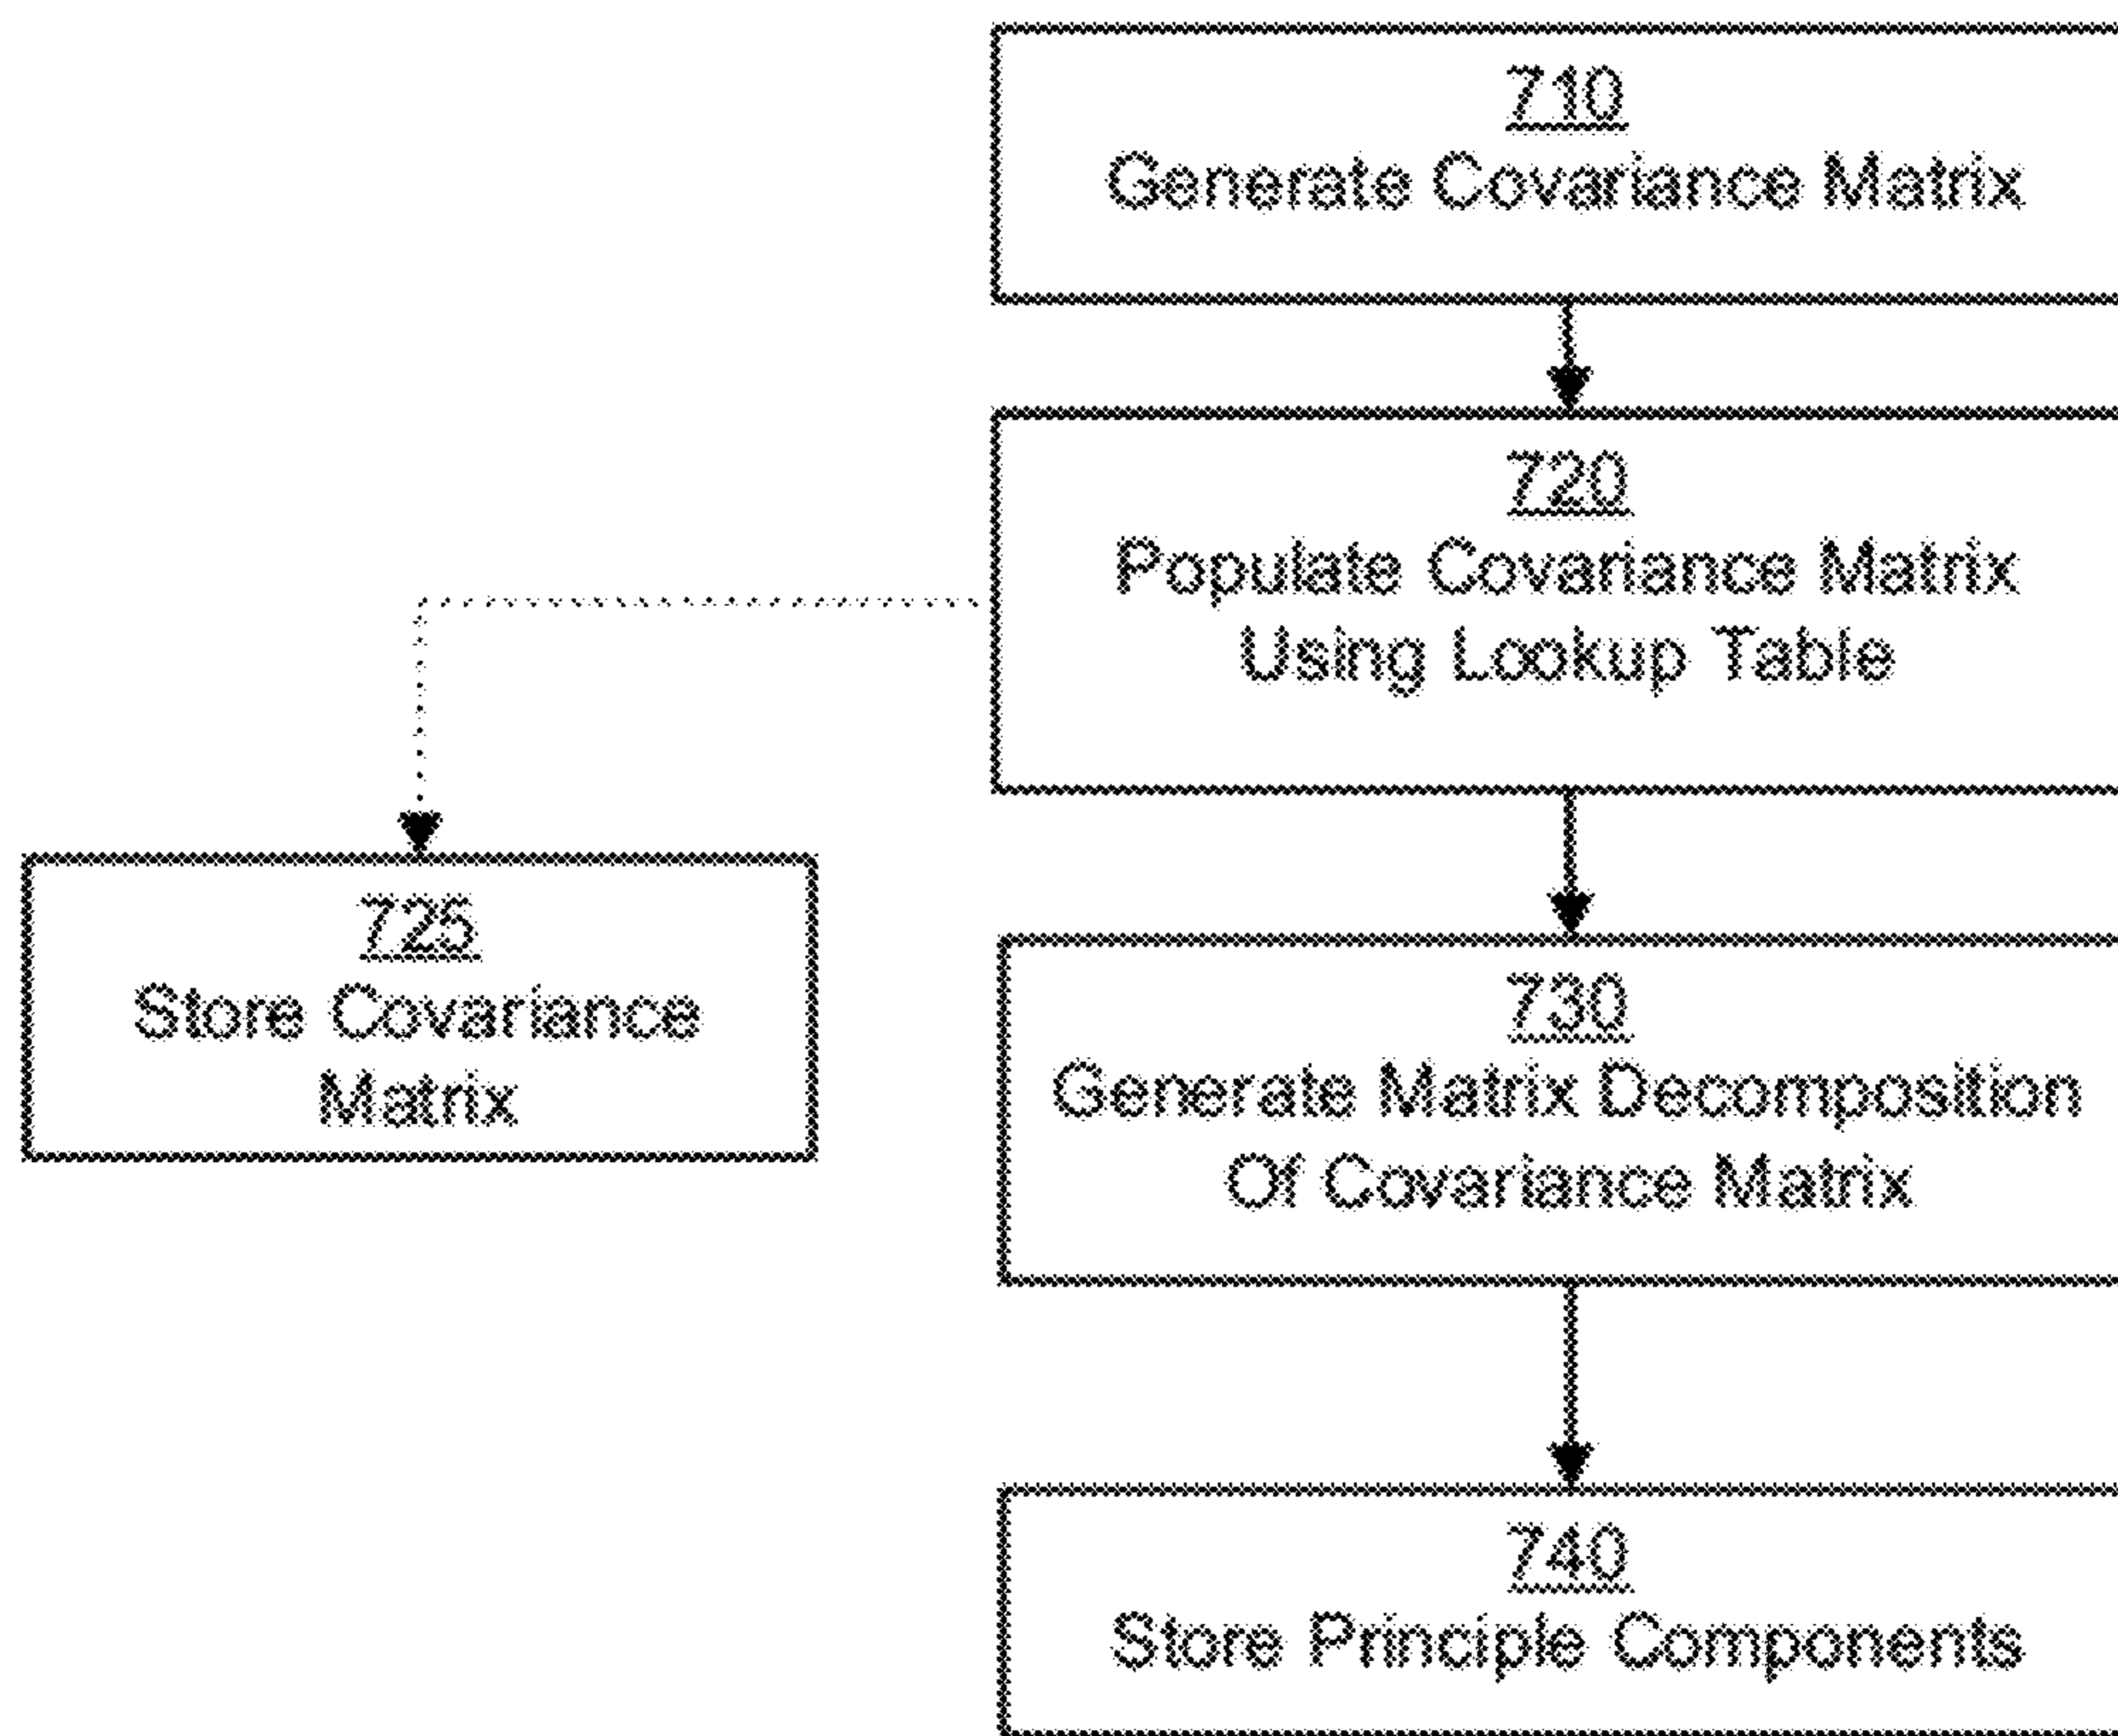 710
Generate Covariance Matrix
720
Populate Covariance Matrix
Using Lookup Table
725
Store Covariance
Matrix
730
Generate Matrix Decomposition
Of Covariance Matrix
740
Store Principle Components